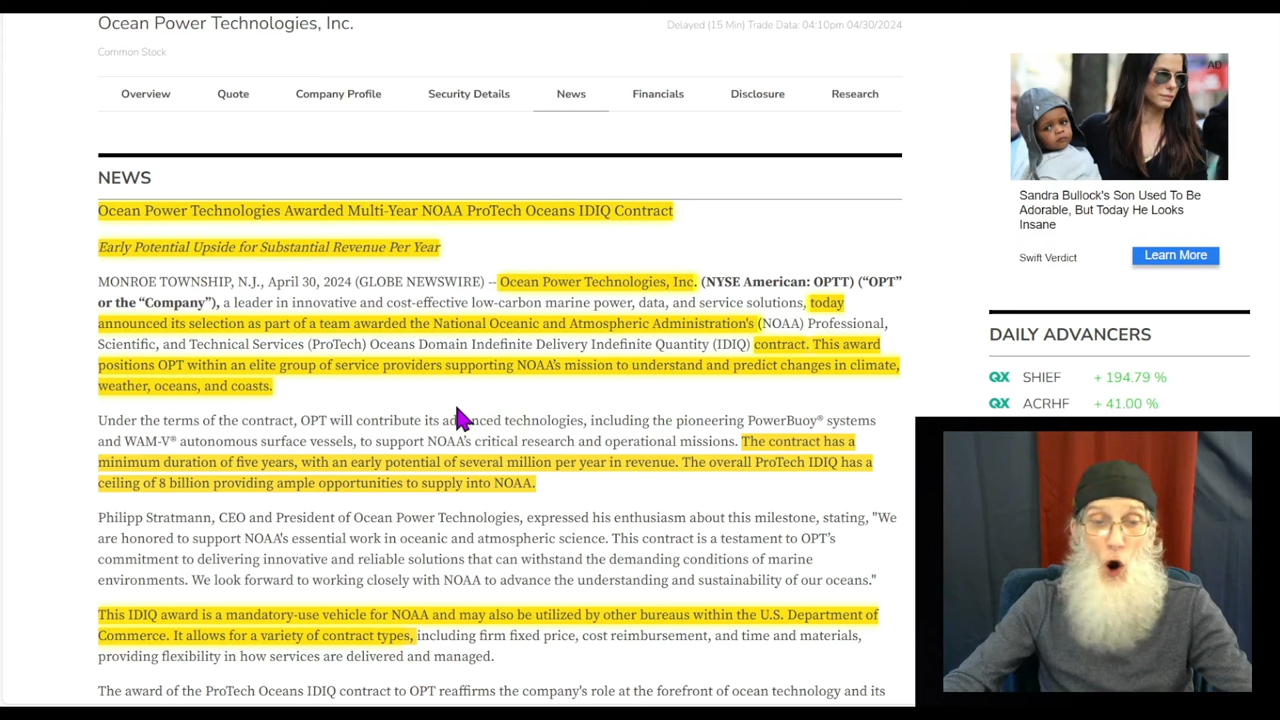 Ocean Power Technologies, Inc.
Delayed (15 Min) Trade Data: 04:10pm 04/30/2024
Common Stock
Overview Quote Company Profile Security Details News Financials Disclosure Research
NEWS
Ocean Power Technologies Awarded Multi-Year NOAA ProTech Oceans IDIQ Contract
Early Potential Upside for Substantial Revenue Per Year
MONROE TOWNSHIP, N.J., April 30, 2024 (GLOBE NEWSWIRE) -- Ocean Power Technologies, Inc. (NYSE American: OPTT) (“OPT”
or the “Company”), a leader in innovative and cost-effective low-carbon marine power, data, and service solutions, today
announced its selection as part of a team awarded the National Oceanic and Atmospheric Administration's (NOAA) Professional,
Scientific, and Technical Services (ProTech) Oceans Domain Indefinite Delivery Indefinite Quantity (IDIQ) contract. This award
positions OPT within an elite group of service providers supporting NOAA’s mission to understand and predict changes in climate,
weather, oceans, and coasts.
Under the terms of the contract, OPT will contribute its advanced technologies, including the pioneering PowerBuoy® systems
and WAM-V® autonomous surface vessels, to support NOAA’s critical research and operational missions. The contract has a
minimum duration of five years, with an early potential of several million per year in revenue. The overall ProTech IDIQ has a
ceiling of 8 billion providing ample opportunities to supply into NOAA.
Philipp Stratmann, CEO and President of Ocean Power Technologies, expressed his enthusiasm about this milestone, stating, "We
are honored to support NOAA's essential work in oceanic and atmospheric science. This contract is a testament to OPT’s
commitment to delivering innovative and reliable solutions that can withstand the demanding conditions of marine
environments. We look forward to working closely with NOAA to advance the understanding and sustainability of our oceans."
This IDIQ award is a mandatory-use vehicle for NOAA and may also be utilized by other bureaus within the U.S. Department of
Commerce. It allows for a variety of contract types, including firm fixed price, cost reimbursement, and time and materials,
providing flexibility in how services are delivered and managed.
The award of the ProTech Oceans IDIQ contract to OPT reaffirms the company's role at the forefront of ocean technology and its
AD
Sandra Bullock's Son Used To Be
Adorable, But Today He Looks
Insane
Swift Verdict Learn More
DAILY ADVANCERS
QX SHIEF + 194.79 %
QX ACRHF + 41.00 %